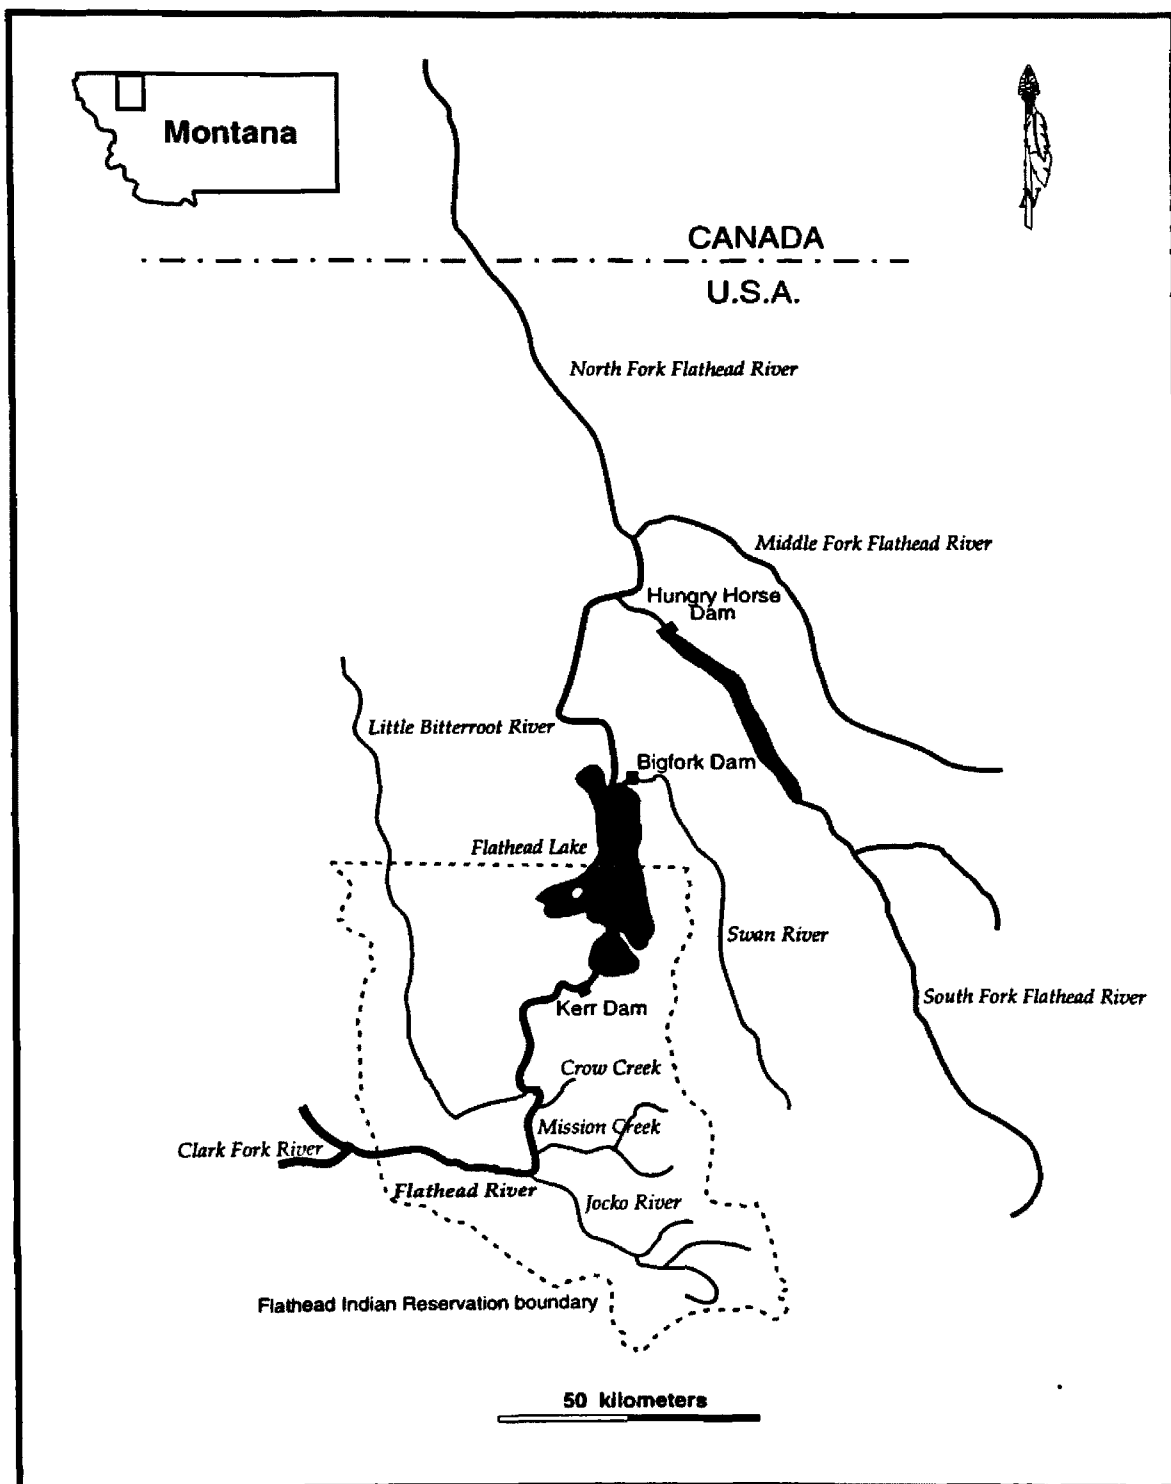 Montana
CANADA
U.S.A.
North Fork Flathead River
Middle Fork Flathead River
Hungry Horse
Dam
Little Bitterroot River
Bigfork Dam
Flathead Lake
Swan River
South Fork Flathead River
Kerr Dam
Crow Creek
Mission Creek
Clark Fork River
Flathead River
Jocko River
Flathead Indian Reservation boundary
50 kilometers